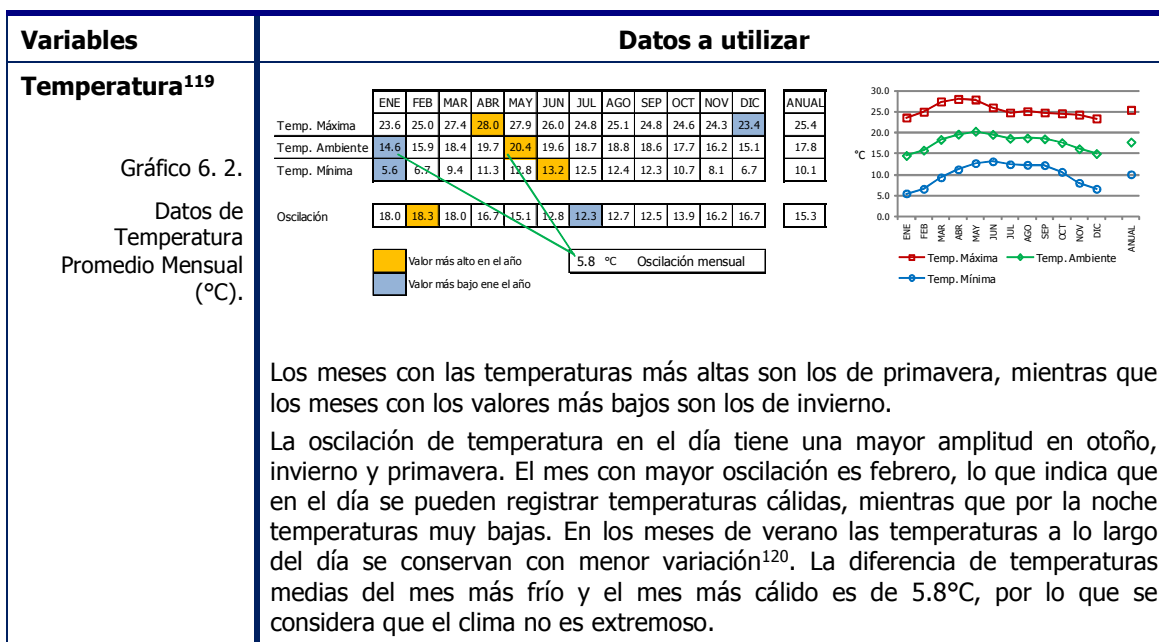 Variables
Datos a utilizar
Temperatura119
Gráfico 6. 2.
Datos de
Temperatura
Promedio Mensual
(°C).
ENE FEB MAR ABR MAY JUN JUL AGO SEP OCT NOV DIC ANUAL
Temp. Máxima 23.6 25.0 27.4 28.0 27.9 26.0 24.8 25.1 24.8 24.6 24.3 23.4 25.4
Temp. Ambiente 14.6 15.9 18.4 19.7 20.4 19.6 18.7 18.8 18.6 17.7 16.2 15.1 17.8
Temp. Mínima 5.6 6.7 9.4 11.3 12.8 13.2 12.5 12.4 12.3 10.7 8.1 6.7 10.1
Oscilación 18.0 18.3 18.0 16.7 15.1 12.8 12.3 12.7 12.5 13.9 16.2 16.7 15.3
Valor más alto en el año
5.8 °C Oscilación mensual
Valor más bajo ene el año
30.0
25.0
20.0
°C 15.0
10.0
5.0
0.0
ENE FEB MAR ABR MAY JUN JUL AGO SEP OCT NOV DIC ANUAL
Temp. Máxima Temp. Ambiente
Temp. Mínima
Los meses con las temperaturas más altas son los de primavera, mientras que
los meses con los valores más bajos son los de invierno.
La oscilación de temperatura en el día tiene una mayor amplitud en otoño,
invierno y primavera. El mes con mayor oscilación es febrero, lo que indica que
en el día se pueden registrar temperaturas cálidas, mientras que por la noche
temperaturas muy bajas. En los meses de verano las temperaturas a lo largo
del día se conservan con menor variación120. La diferencia de temperaturas
medias del mes más frío y el mes más cálido es de 5.8°C, por lo que se
considera que el clima no es extremoso.